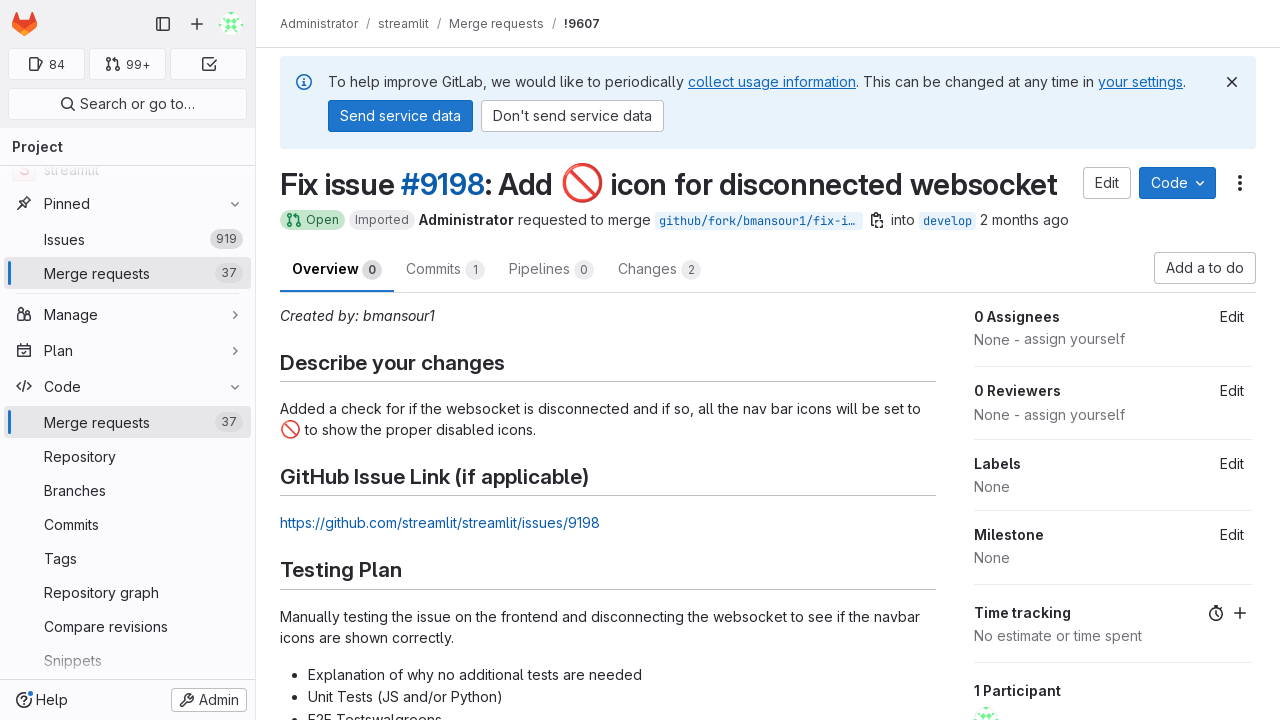 Administrator / streamlit / Merge requests / !9607
84
99+
Search or go to…
Project
S streamlit
Pinned
Issues 919
Merge requests 37
Manage
Plan
Code
Merge requests 37
Repository
Branches
Commits
Tags
Repository graph
Compare revisions
Snippets
Help
Admin
To help improve GitLab, we would like to periodically collect usage information. This can be changed at any time in your settings.
Send service data
Don't send service data
Fix issue #9198: Add 🚫 icon for disconnected websocket
Edit
Code
Open Imported Administrator requested to merge github/fork/bmansour1/fix-i… into develop 2 months ago
Overview 0
Commits 1
Pipelines 0
Changes 2
Add a to do
Created by: bmansour1
Describe your changes
Added a check for if the websocket is disconnected and if so, all the nav bar icons will be set to
🚫 to show the proper disabled icons.
GitHub Issue Link (if applicable)
https://github.com/streamlit/streamlit/issues/9198
Testing Plan
Manually testing the issue on the frontend and disconnecting the websocket to see if the navbar
icons are shown correctly.
Explanation of why no additional tests are needed
Unit Tests (JS and/or Python)
E2E Testswalgreens
0 Assignees Edit
None - assign yourself
0 Reviewers Edit
None - assign yourself
Labels Edit
None
Milestone Edit
None
Time tracking
No estimate or time spent
1 Participant